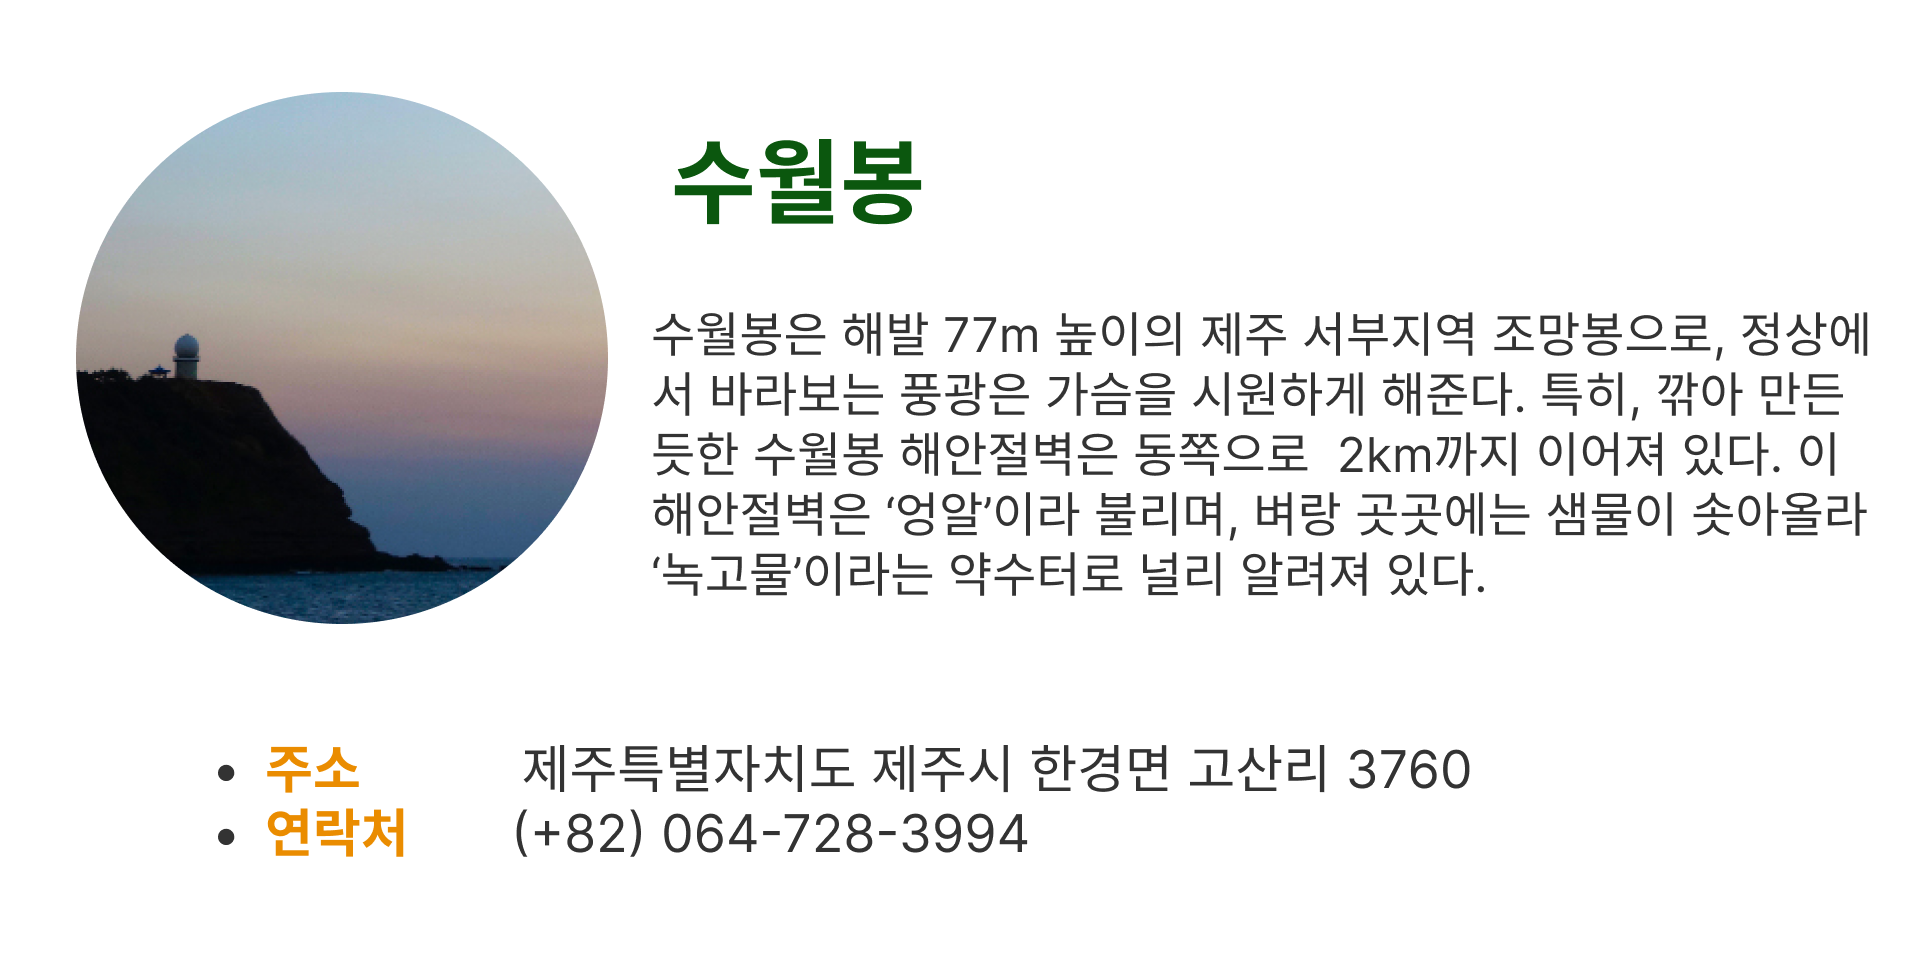 수월봉
수월봉은 해발 77m 높이의 제주 서부지역 조망봉으로, 정상에
서 바라보는 풍광은 가슴을 시원하게 해준다. 특히, 깎아 만든
듯한 수월봉 해안절벽은 동쪽으로  2km까지 이어져 있다. 이
해안절벽은 ‘엉알’이라 불리며, 벼랑 곳곳에는 샘물이 솟아올라
‘녹고물’이라는 약수터로 널리 알려져 있다.
• 주소 제주특별자치도 제주시 한경면 고산리 3760
• 연락처 (+82) 064-728-3994